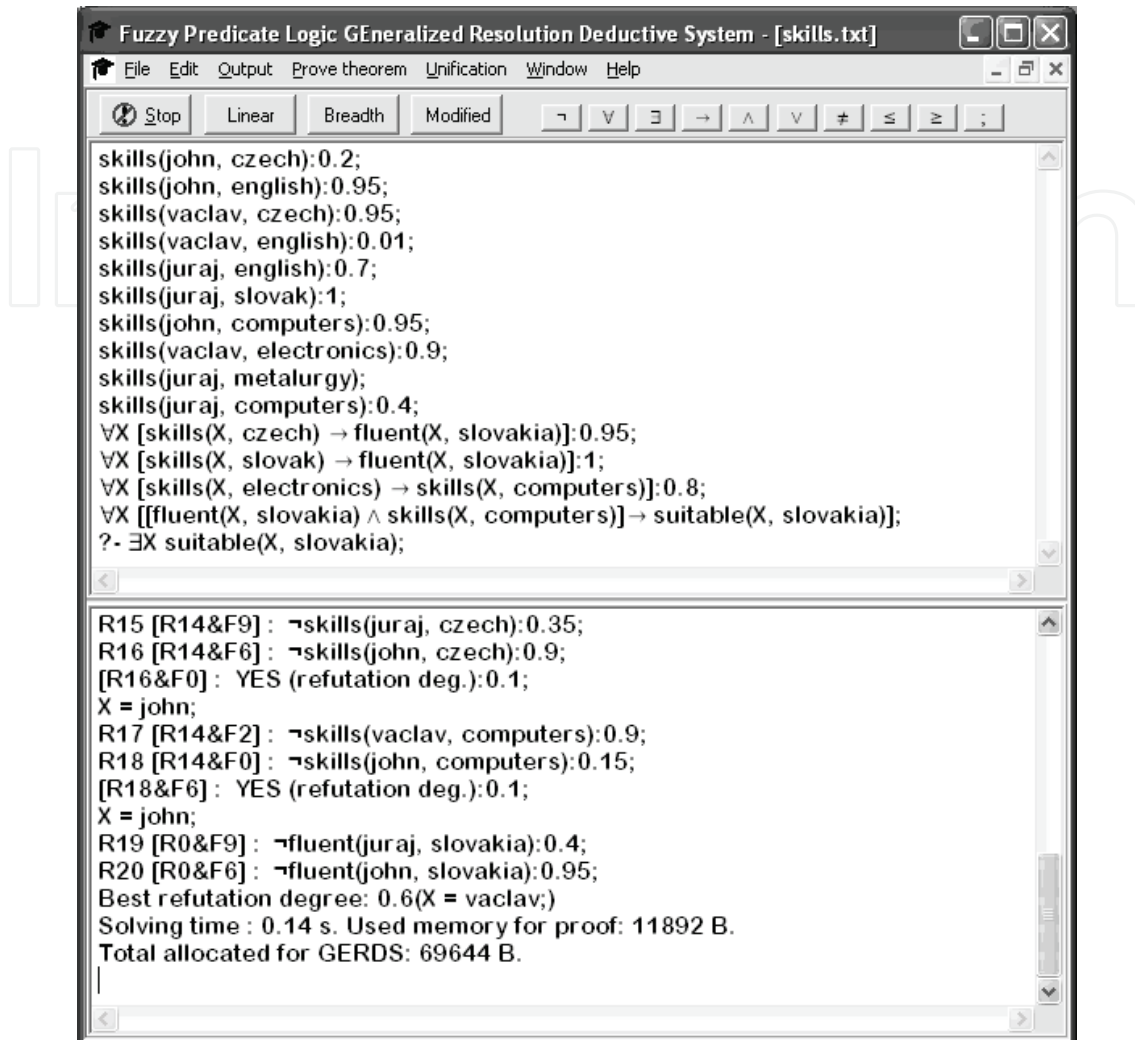 Fuzzy Predicate Logic GEneralized Resolution Deductive System - [skills.txt]
File Edit Output Prove theorem Unification Window Help
Stop Linear Breadth Modified ¬ ∀ ∃ → ∧ ∨ ≠ ≤ ≥ ;
skills(john, czech):0.2;
skills(john, english):0.95;
skills(vaclav, czech):0.95;
skills(vaclav, english):0.01;
skills(juraj, english):0.7;
skills(juraj, slovak):1;
skills(john, computers):0.95;
skills(vaclav, electronics):0.9;
skills(juraj, metalurgy);
skills(juraj, computers):0.4;
∀X [skills(X, czech) → fluent(X, slovakia)]:0.95;
∀X [skills(X, slovak) → fluent(X, slovakia)]:1;
∀X [skills(X, electronics) → skills(X, computers)]:0.8;
∀X [[fluent(X, slovakia) ∧ skills(X, computers)]→ suitable(X, slovakia)];
?- ∃X suitable(X, slovakia);
R15 [R14&F9] : ¬skills(juraj, czech):0.35;
R16 [R14&F6] : ¬skills(john, czech):0.9;
[R16&F0] : YES (refutation deg.):0.1;
X = john;
R17 [R14&F2] : ¬skills(vaclav, computers):0.9;
R18 [R14&F0] : ¬skills(john, computers):0.15;
[R18&F6] : YES (refutation deg.):0.1;
X = john;
R19 [R0&F9] : ¬fluent(juraj, slovakia):0.4;
R20 [R0&F6] : ¬fluent(john, slovakia):0.95;
Best refutation degree: 0.6(X = vaclav;)
Solving time : 0.14 s. Used memory for proof: 11892 B.
Total allocated for GERDS: 69644 B.